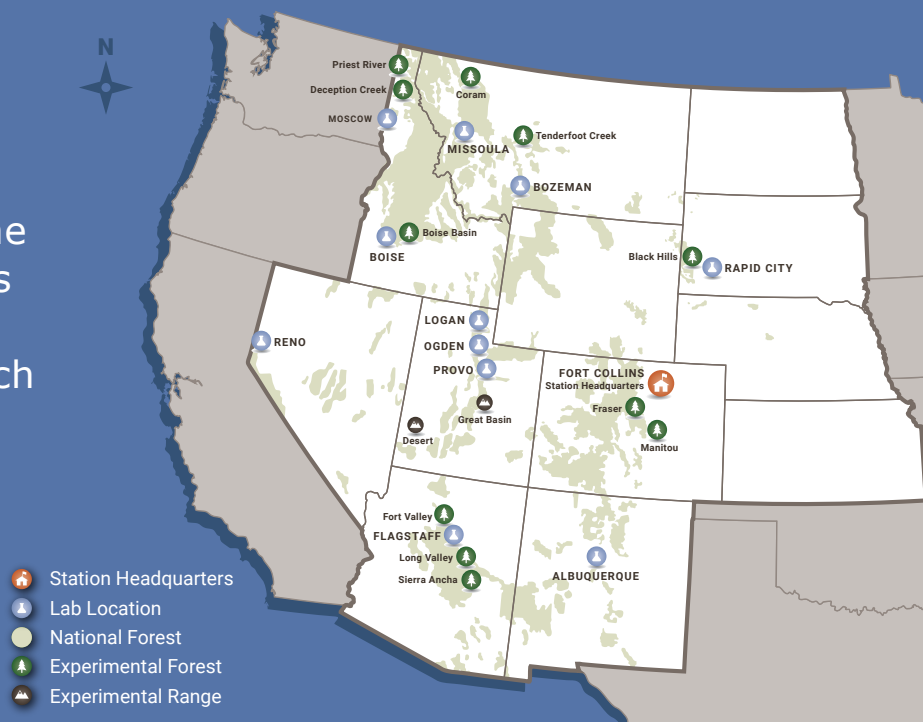 N
Priest River
Deception Creek
Coram
MOSCOW
MISSOULA
Tenderfoot Creek
BOZEMAN
ne
Boise Basin
BOISE
Black Hills
RAPID CITY
s
LOGAN
RENO
OGDEN
PROVO
ch
FORT COLLINS
Station Headquarters
Fraser
Great Basin
Desert
Manitou
Fort Valley
FLAGSTAFF
Long Valley
Sierra Ancha
ALBUQUERQUE
Station Headquarters
Lab Location
National Forest
Experimental Forest
Experimental Range